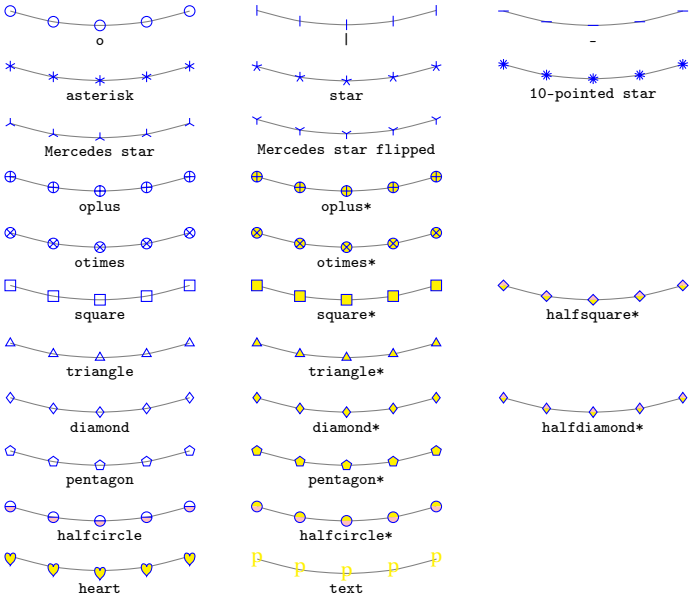 o | -
asterisk star 10-pointed star
Mercedes star Mercedes star flipped
oplus oplus*
otimes otimes*
square square* halfsquare*
triangle triangle*
diamond diamond* halfdiamond*
pentagon pentagon*
halfcircle halfcircle*
p p p p p
heart text